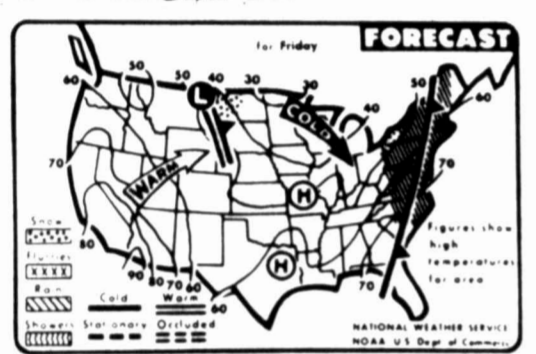 for Friday
FORECAST
60
50
50
40
30
30
40
50
60
L
COLD
70
WARM
70
H
H
80
90
80
70
60
60
70
Snow
Flurries
XXXX
Rain
Showers
Cold
Warm
Stationary
Occluded
Figures show
high
temperatures
for area
NATIONAL WEATHER SERVICE
NOAA U S Dept of Commerce